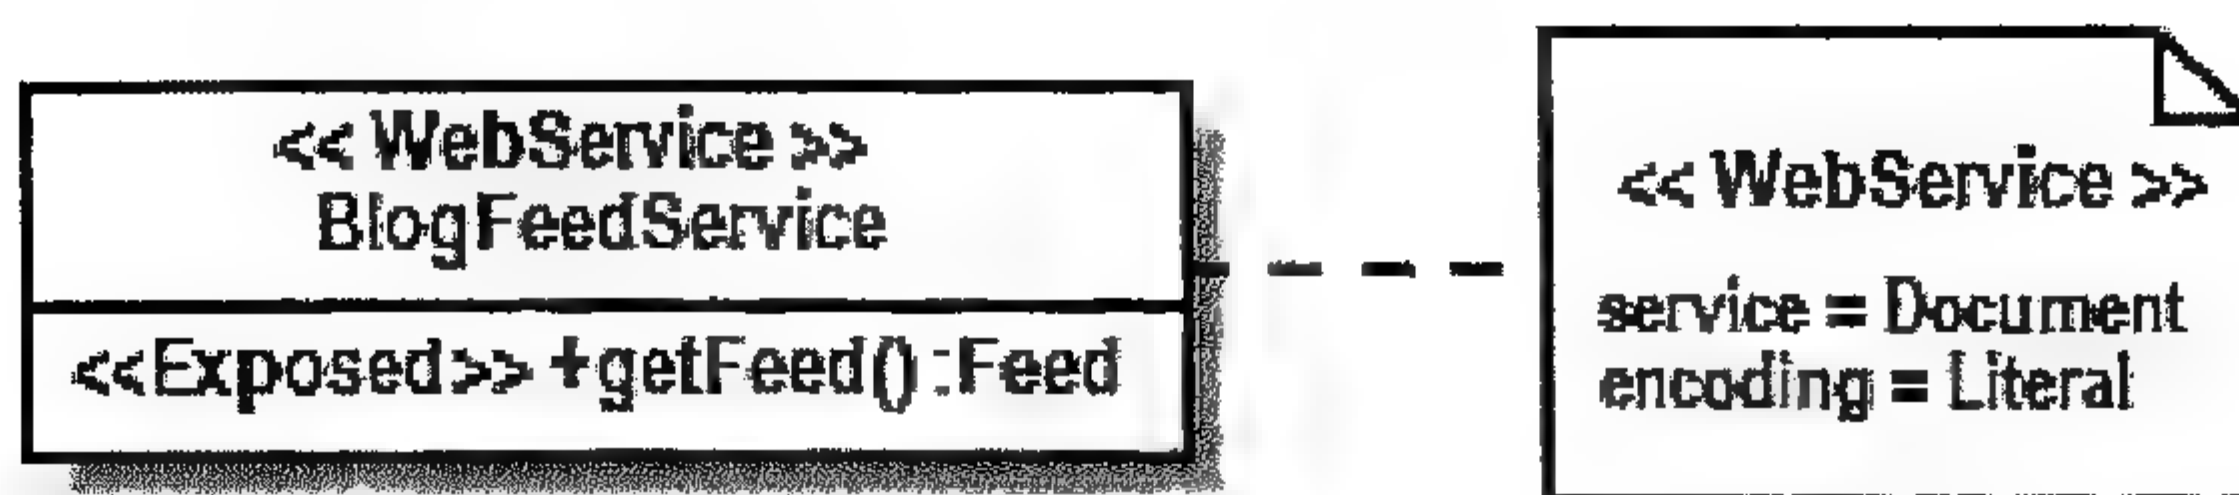 << WebService >>
BlogFeedService
<<Exposed>> +getFeed() :Feed
<< WebService >>
service = Document
encoding = Literal